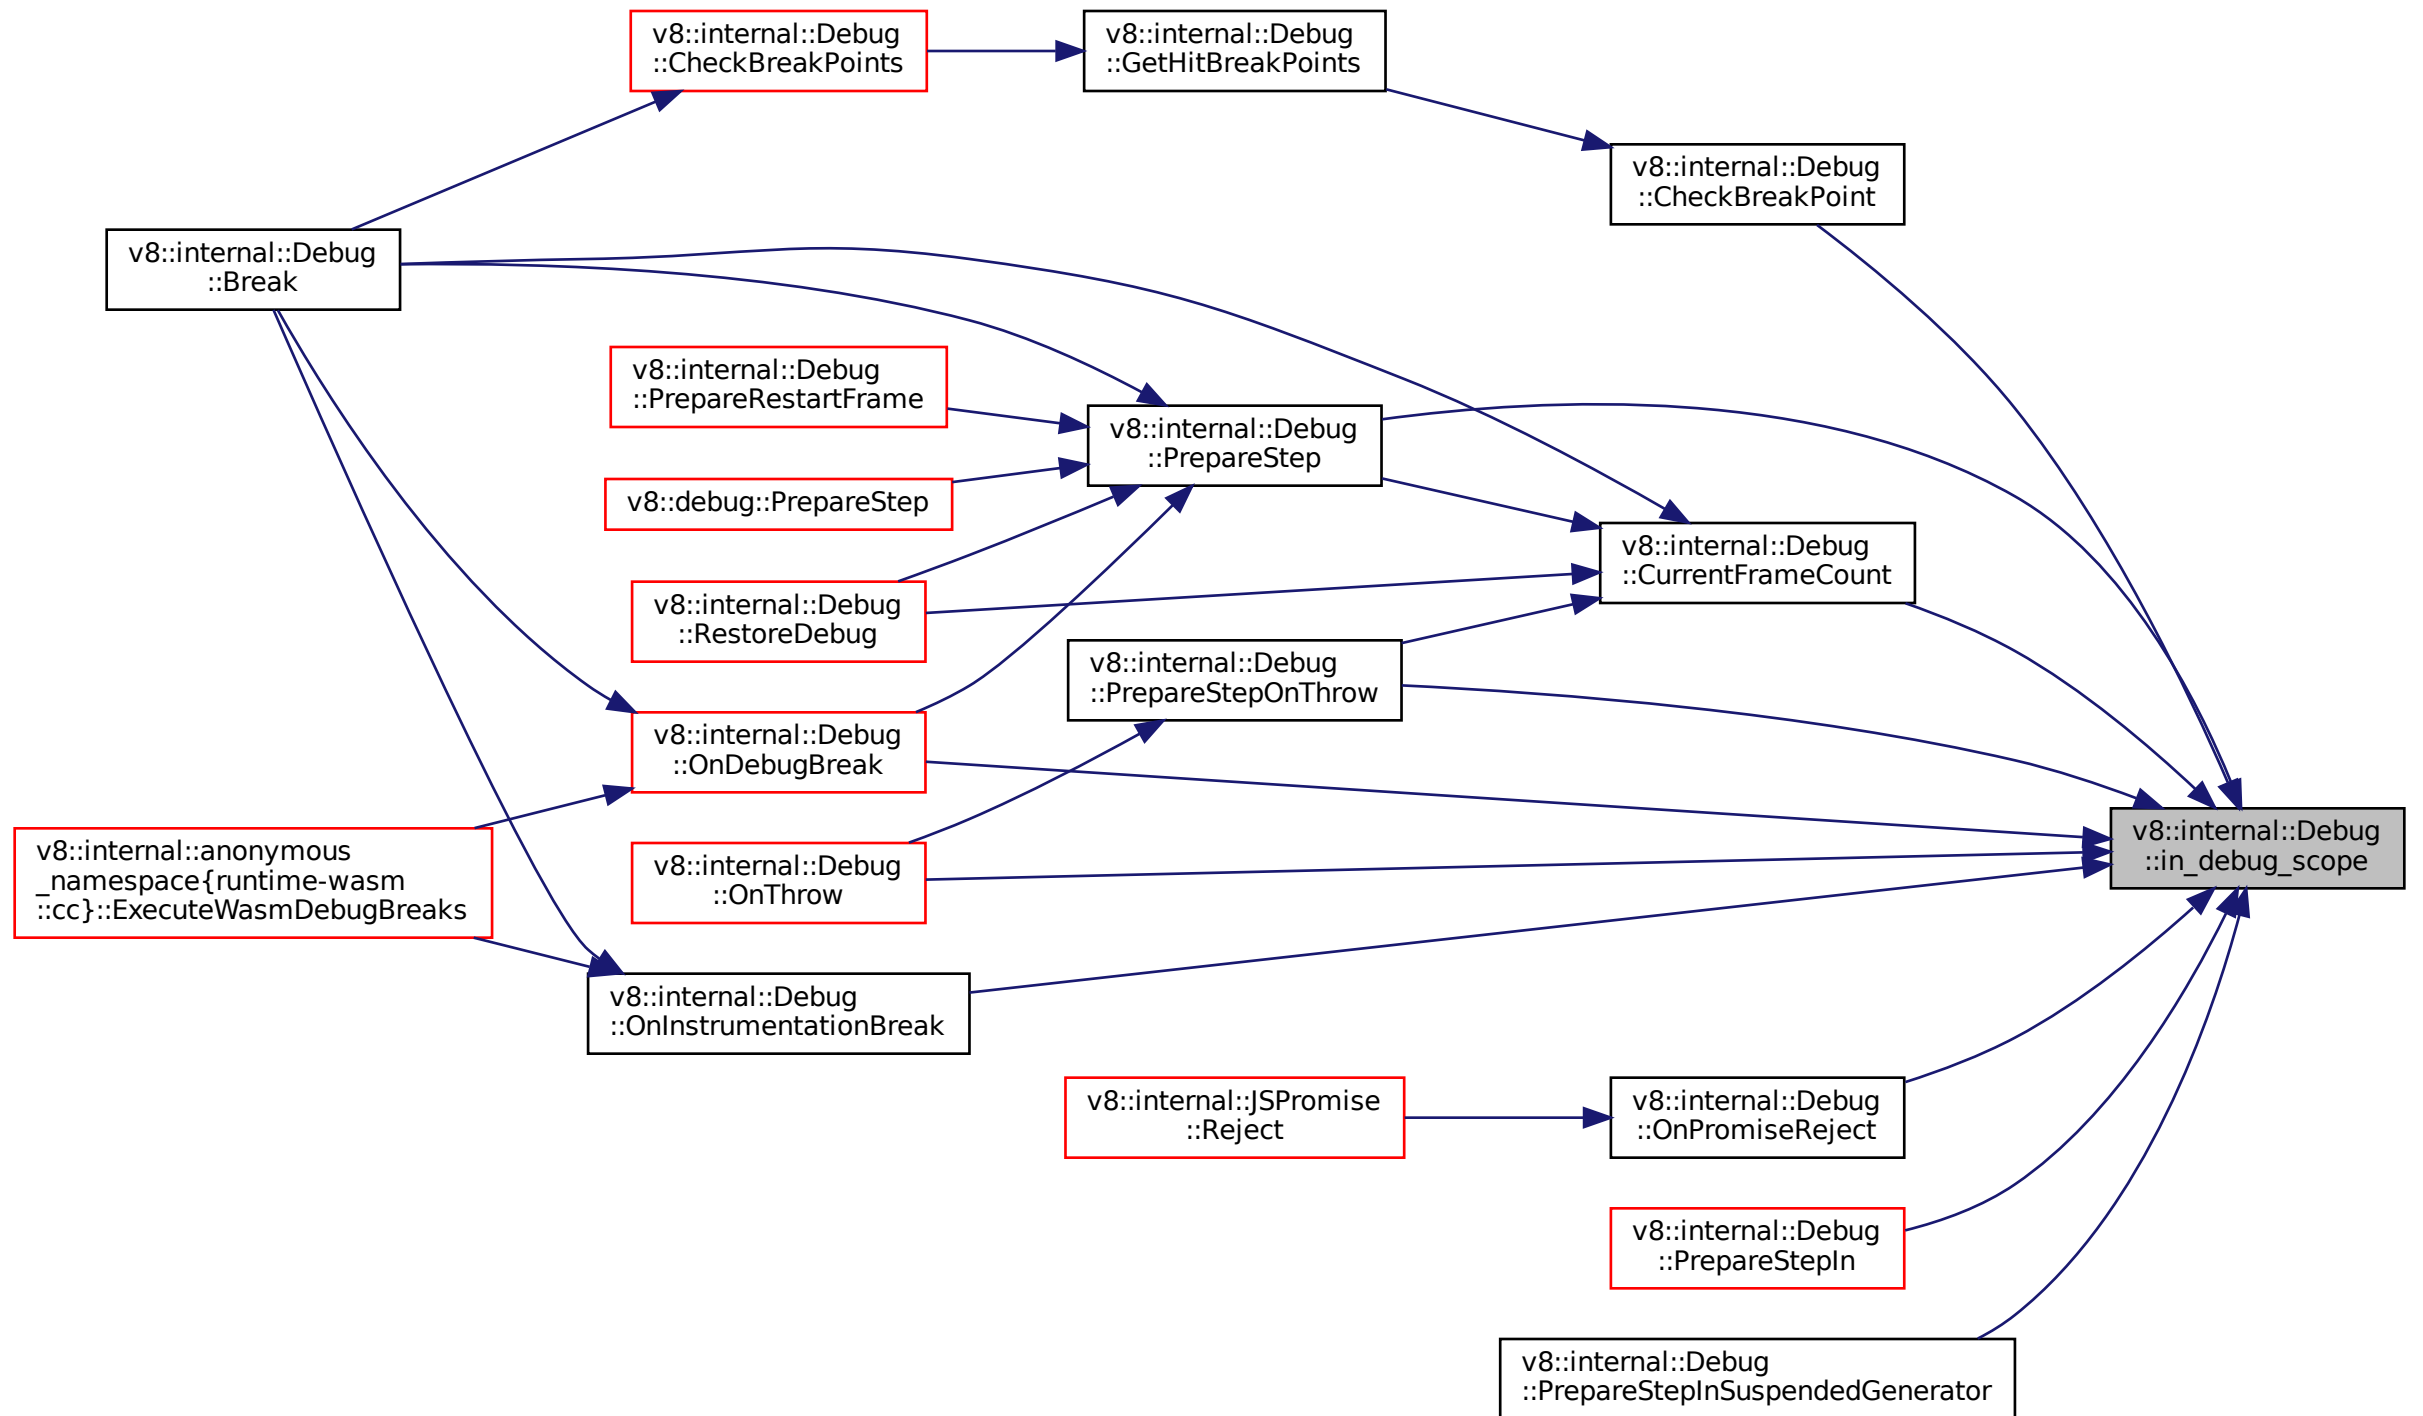 v8::internal::Debug
::CheckBreakPoints
v8::internal::Debug
::GetHitBreakPoints
v8::internal::Debug
::CheckBreakPoint
v8::internal::Debug
::Break
v8::internal::Debug
::PrepareRestartFrame
v8::internal::Debug
::PrepareStep
v8::debug::PrepareStep
v8::internal::Debug
::CurrentFrameCount
v8::internal::Debug
::RestoreDebug
v8::internal::Debug
::PrepareStepOnThrow
v8::internal::Debug
::OnDebugBreak
v8::internal::anonymous
_namespace{runtime-wasm
::cc}::ExecuteWasmDebugBreaks
v8::internal::Debug
::OnThrow
v8::internal::Debug
::in_debug_scope
v8::internal::Debug
::OnInstrumentationBreak
v8::internal::JSPromise
::Reject
v8::internal::Debug
::OnPromiseReject
v8::internal::Debug
::PrepareStepIn
v8::internal::Debug
::PrepareStepInSuspendedGenerator